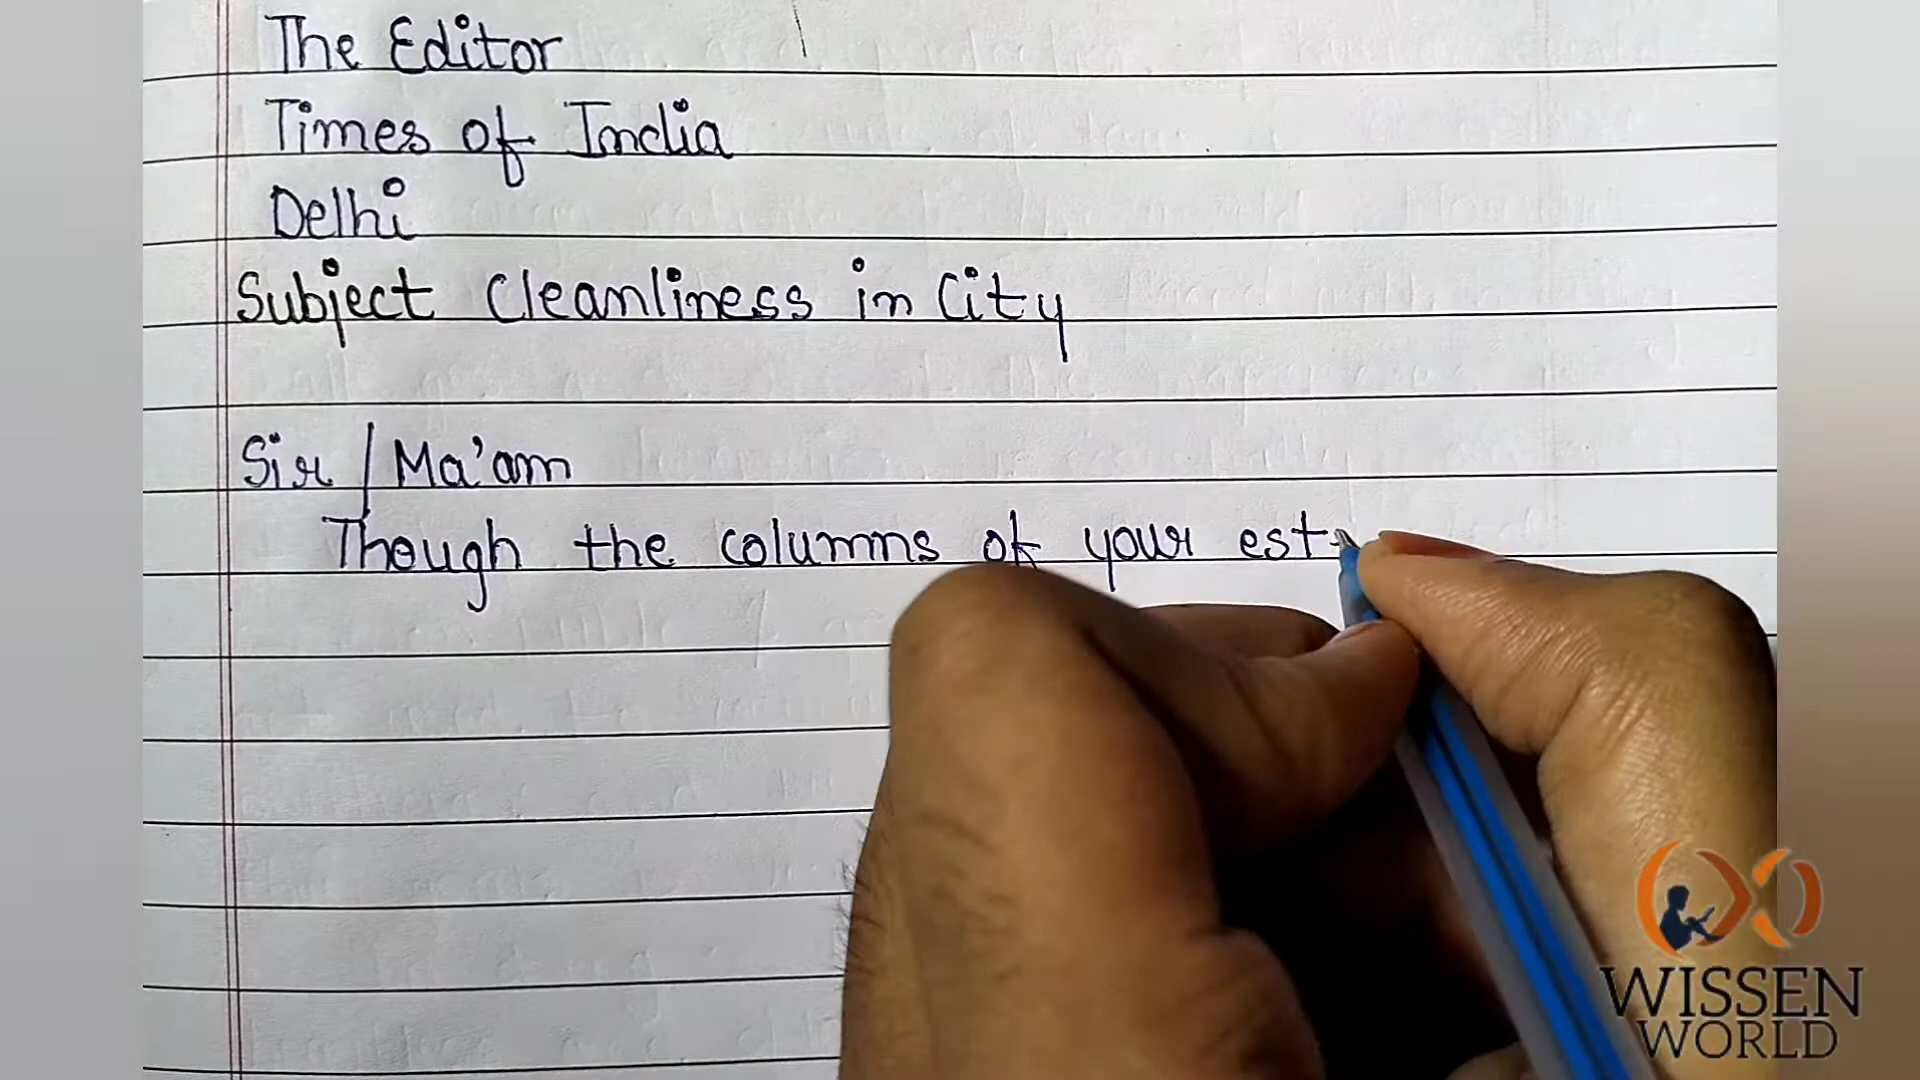 The Editor
Times of India
Delhi
Subject Cleanliness in City
Sir / Ma'am
Though the columns of your est
WISSEN
WORLD